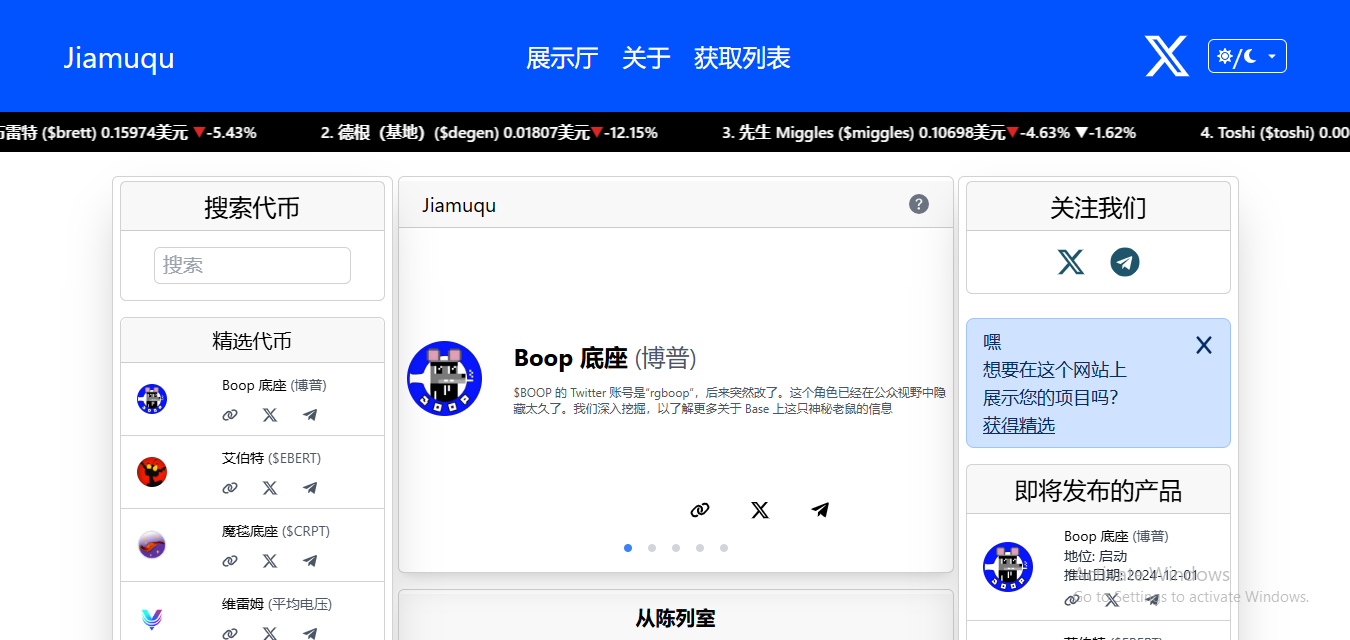 Jiamuqu
展示厅 关于 获取列表
雷特 ($brett) 0.15974美元 ▼-5.43% 2. 德根（基地）($degen) 0.01807美元▼-12.15% 3. 先生 Miggles ($miggles) 0.10698美元▼-4.63% ▼-1.62% 4. Toshi ($toshi) 0.00
搜索代币
搜索
精选代币
Boop 底座 (博普)
艾伯特 ($EBERT)
魔毯底座 ($CRPT)
维雷姆 (平均电压)
Jiamuqu
Boop 底座 (博普)
$BOOP 的 Twitter 账号是“rgboop”，后来突然改了。这个角色已经在公众视野中隐
藏太久了。我们深入挖掘，以了解更多关于 Base 上这只神秘老鼠的信息
从陈列室
关注我们
嘿
想要在这个网站上
展示您的项目吗？
获得精选
即将发布的产品
Boop 底座 (博普)
地位: 启动
推出日期: 2024-12-01
Activate Windows
Go to Settings to activate Windows.